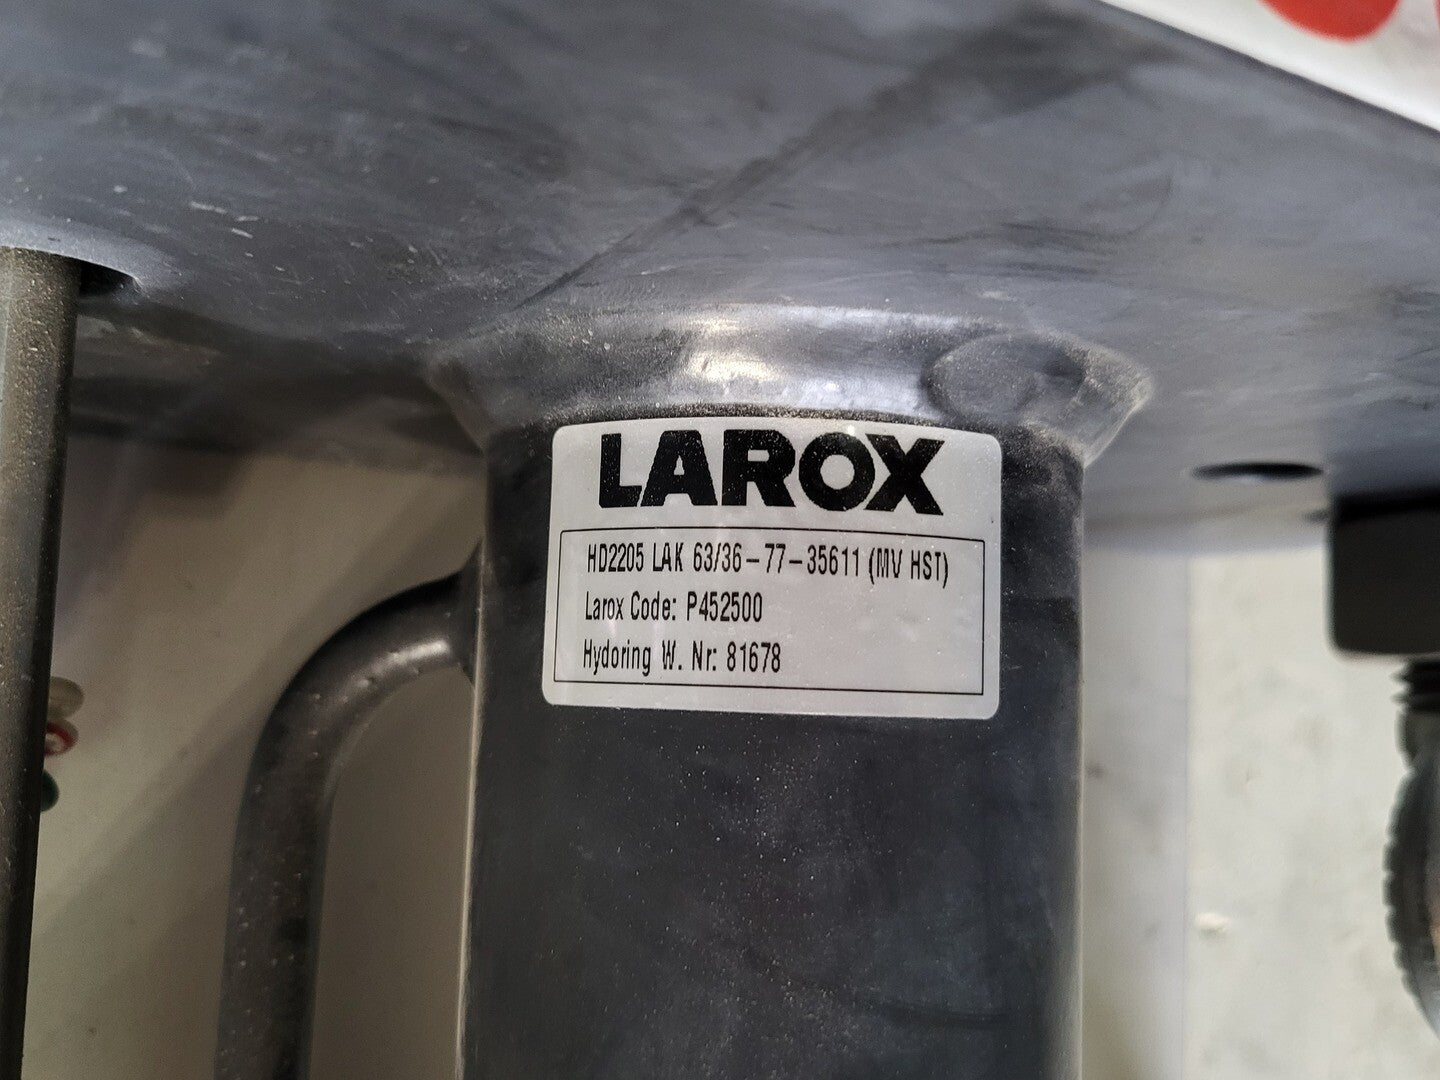 LAROX
HD2205 LAK 63/36-77-35611 (MV HST)
Larox Code: P452500
Hydoring W. Nr: 81678